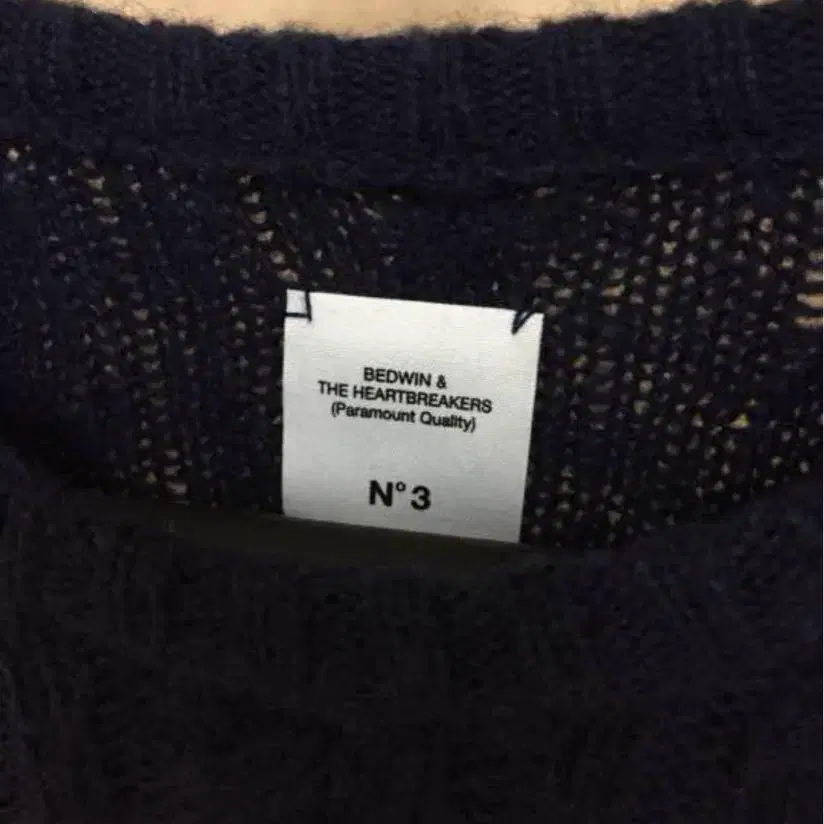 BEDWIN &
THE HEARTBREAKERS
(Paramount Quality)
N° 3